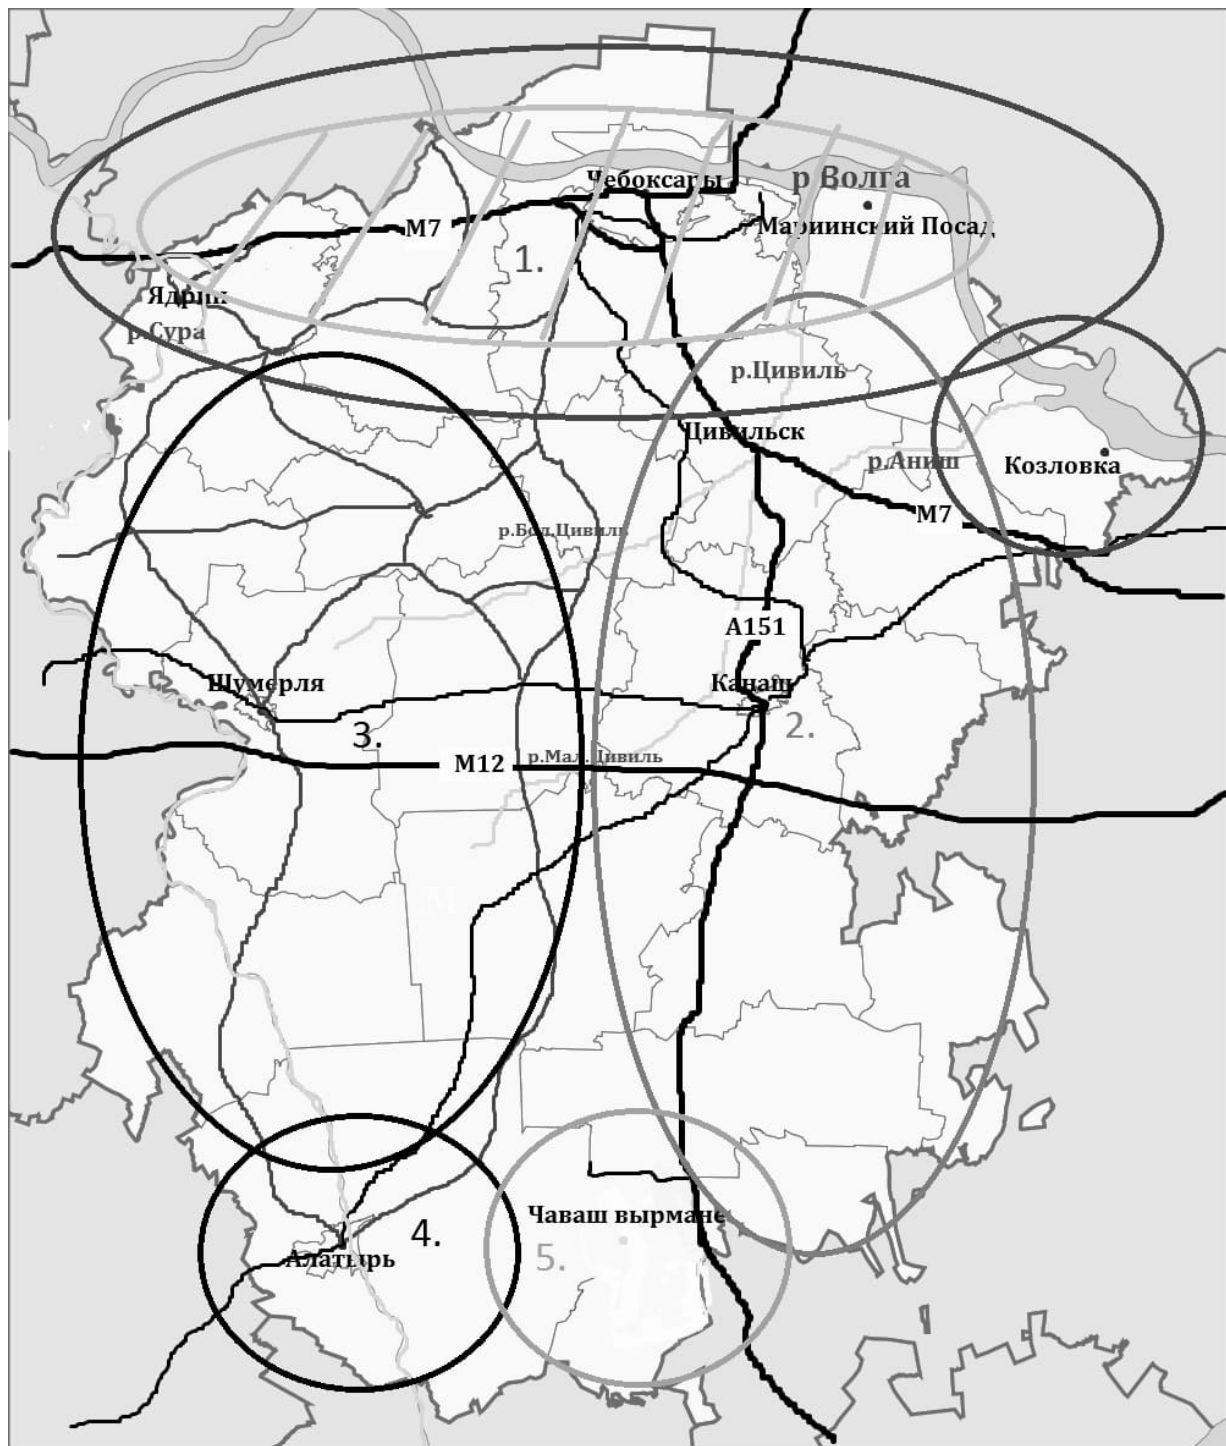 Чебоксары
р.Волга
М7
Мариинский Посад
1.
Ядрин
р.Сура
р.Цивиль
Цивильск
р.Аниш
Козловка
М7
р.Бол.Цивиль
А151
Шумерля
Канаш
3.
2.
М12
р.Мал.Цивиль
Чаваш вырмане
4.
5.
Алатырь